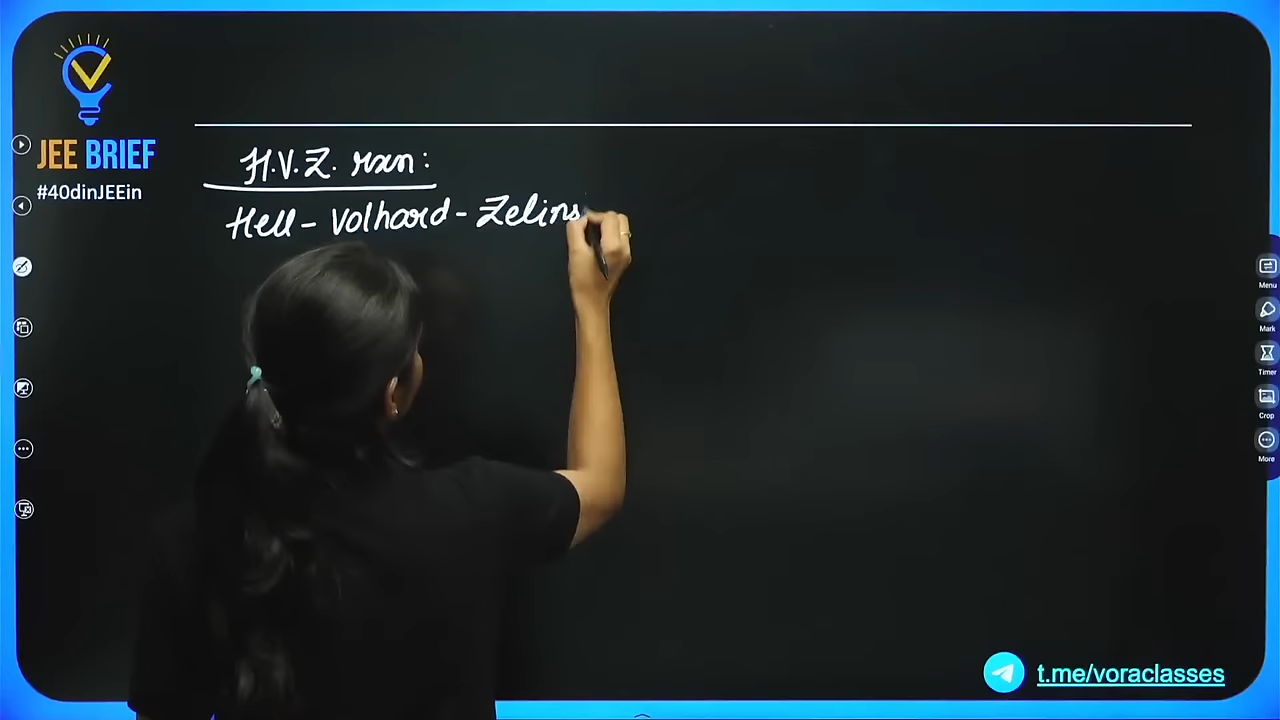 JEE BRIEF
#40dinJEEin
H.V.Z. rxn:
Hell - Volhard - Zelins
Menu
Mark
Timer
Crop
More
t.me/voraclasses